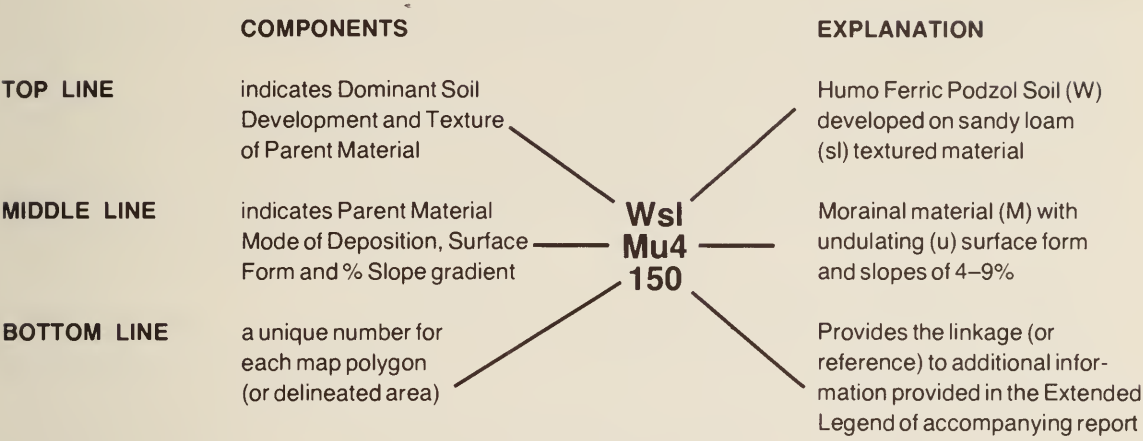 COMPONENTS
EXPLANATION
TOP LINE
indicates Dominant Soil
Development and Texture
of Parent Material
Humo Ferric Podzol Soil (W)
developed on sandy loam
(sl) textured material
MIDDLE LINE
indicates Parent Material
Mode of Deposition, Surface
Form and % Slope gradient
Wsl
Mu4
150
Morainal material (M) with
undulating (u) surface form
and slopes of 4–9%
BOTTOM LINE
a unique number for
each map polygon
(or delineated area)
Provides the linkage (or
reference) to additional infor-
mation provided in the Extended
Legend of accompanying report